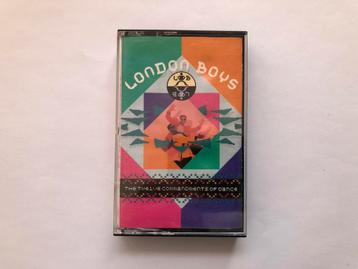 LONDON BOYS
THE TWELVE COMMANDMENTS OF DANCE